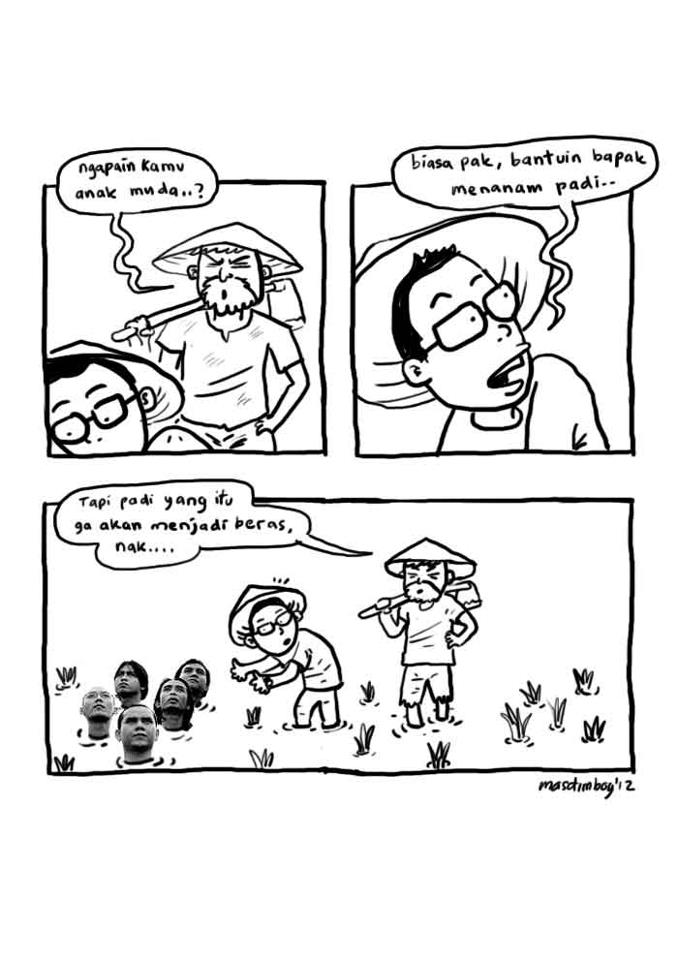 ngapain kamu
anak muda..?
biasa pak, bantuin bapak
menanam padi--
Tapi padi yang itu
ga akan menjadi beras,
nak....
masdimboy'12